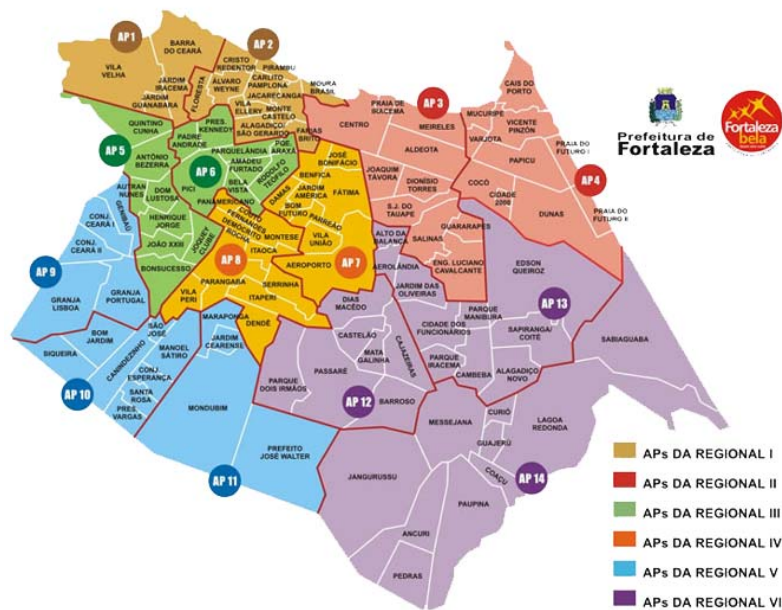 AP 1
BARRA
DO CEARÁ
VILA
VELHA
JARDIM
IRACEMA
JARDIM
GUANABARA
FLORESTA
AP 2
CRISTO
REDENTOR
PIRAMBU
ÁLVARO
WEYNE
CARLITO
PAMPLONA
JACARECANGA
VILA
ELLERY
MONTE
CASTELO
ALAGADIÇO/
SÃO GERARDO
MOURA
BRASIL
FARIAS
BRITO
AP 3
PRAIA DE
IRACEMA
CENTRO
MEIRELES
ALDEOTA
JOAQUIM
TÁVORA
DIONÍSIO
TORRES
S.J. DO
TAUAPE
SALINAS
GUARARAPES
ENG. LUCIANO
CAVALCANTE
CAIS DO
PORTO
MUCURIPE
VICENTE
PINZÓN
VARJOTA
PAPICU
PRAIA DO
FUTURO I
AP 4
COCÓ
CIDADE
2000
DUNAS
PRAIA DO
FUTURO II
Prefeitura de
Fortaleza
Fortaleza
bela
AP 5
QUINTINO
CUNHA
PADRE
ANDRADE
ANTÔNIO
BEZERRA
AUTRAN
NUNES
DOM
LUSTOSA
HENRIQUE
JORGE
JOÃO XXIII
BONSUCESSO
JÓQUEY
CLUBE
AP 6
PRES.
KENNEDY
PARQUELÂNDIA
PQE.
ARAXÁ
AMADEU
FURTADO
RODOLFO
TEÓFILO
BELA
VISTA
PICI
PANAMERICANO
JOSÉ
BONIFÁCIO
BENFICA
FÁTIMA
JARDIM
AMÉRICA
DAMAS
BOM
FUTURO
PARREÃO
VILA
UNIÃO
AEROPORTO
AP 7
COUTO
FERNANDES
DEMÓCRITO
ROCHA
MONTESE
ITAOCA
AP 8
PARANGABA
SERRINHA
VILA
PERI
ITAPERI
DENDÊ
CONJ.
CEARÁ I
GENIBAÚ
CONJ.
CEARÁ II
AP 9
GRANJA
LISBOA
GRANJA
PORTUGAL
BOM
JARDIM
SIQUEIRA
SÃO
JOSÉ
CANINDEZINHO
MANOEL
SÁTIRO
CONJ.
ESPERANÇA
SANTA
ROSA
PRES.
VARGAS
AP 10
MARAPONGA
JARDIM
CEARENSE
MONDUBIM
PREFEITO
JOSÉ WALTER
AP 11
ALTO DA
BALANÇA
AEROLÂNDIA
DIAS
MACÊDO
CASTELÃO
MATA
GALINHA
CAJAZEIRAS
PASSARÉ
PARQUE
DOIS IRMÃOS
BARROSO
AP 12
EDSON
QUEIROZ
AP 13
JARDIM DAS
OLIVEIRAS
PARQUE
MANIBURA
CIDADE DOS
FUNCIONÁRIOS
SAPIRANGA/
COITÉ
SABIAGUABA
PARQUE
IRACEMA
CAMBEBA
ALAGADIÇO
NOVO
MESSEJANA
CURIÓ
LAGOA
REDONDA
GUAJERÚ
COAÇU
AP 14
JANGURUSSU
PAUPINA
ANCURI
PEDRAS
APs DA REGIONAL I
APs DA REGIONAL II
APs DA REGIONAL III
APs DA REGIONAL IV
APs DA REGIONAL V
APs DA REGIONAL VI